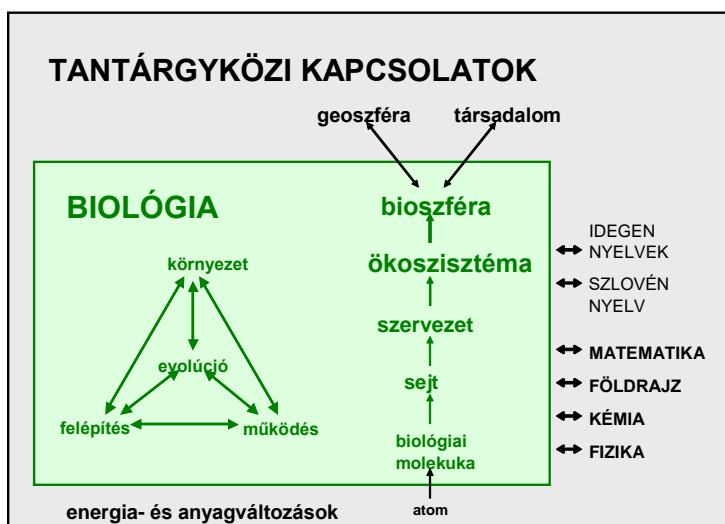 TANTÁRGYKÖZI KAPCSOLATOK
geoszféra társadalom
BIOLÓGIA
bioszféra
környezet
ökoszisztéma
szervezet
evolúció
sejt
felépítés
működés
biológiai
molekuka
IDEGEN
NYELVEK
SZLOVÉN
NYELV
MATEMATIKA
FÖLDRAJZ
KÉMIA
FIZIKA
energia- és anyagváltozások
atom